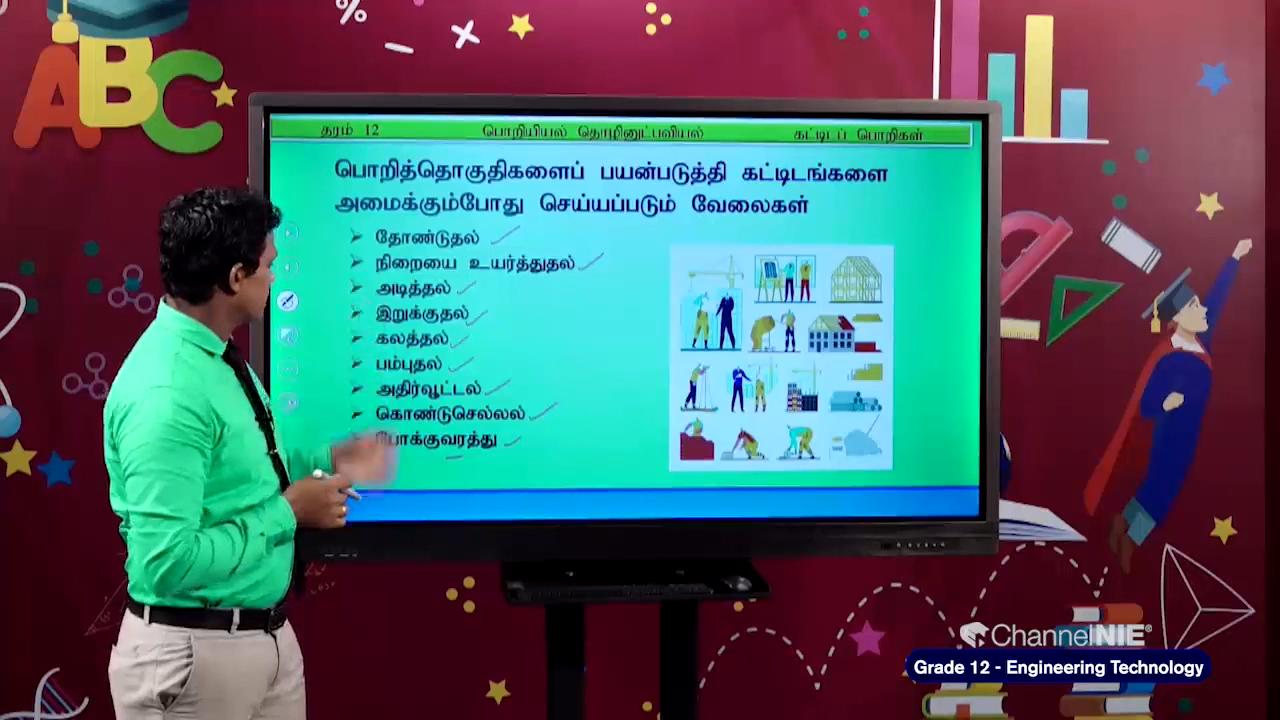 ABC
தரம் 12 பொறியியல் தொழினுட்பவியல் கட்டிடப் பொறிகள்
பொறித்தொகுதிகளைப் பயன்படுத்தி கட்டிடங்களை
அமைக்கும்போது செய்யப்படும் வேலைகள்
தோண்டுதல்
நிறையை உயர்த்துதல்
அடித்தல்
இறுக்குதல்
கலத்தல்
பம்புதல்
அதிர்வூட்டல்
கொண்டுசெல்லல்
போக்குவரத்து
ChannelNIE®
Grade 12 - Engineering Technology